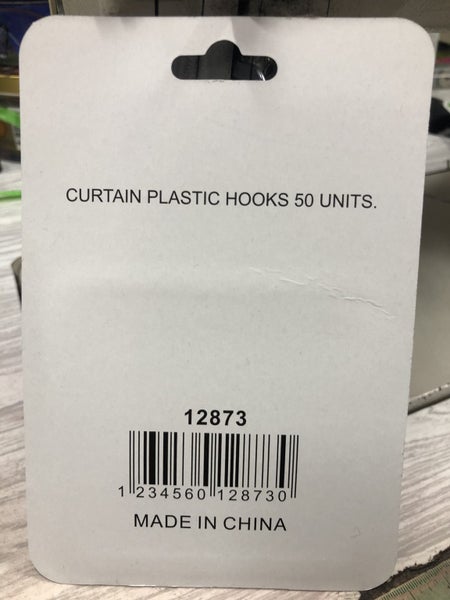 CURTAIN PLASTIC HOOKS 50 UNITS.
12873
1 234560 128730
MADE IN CHINA